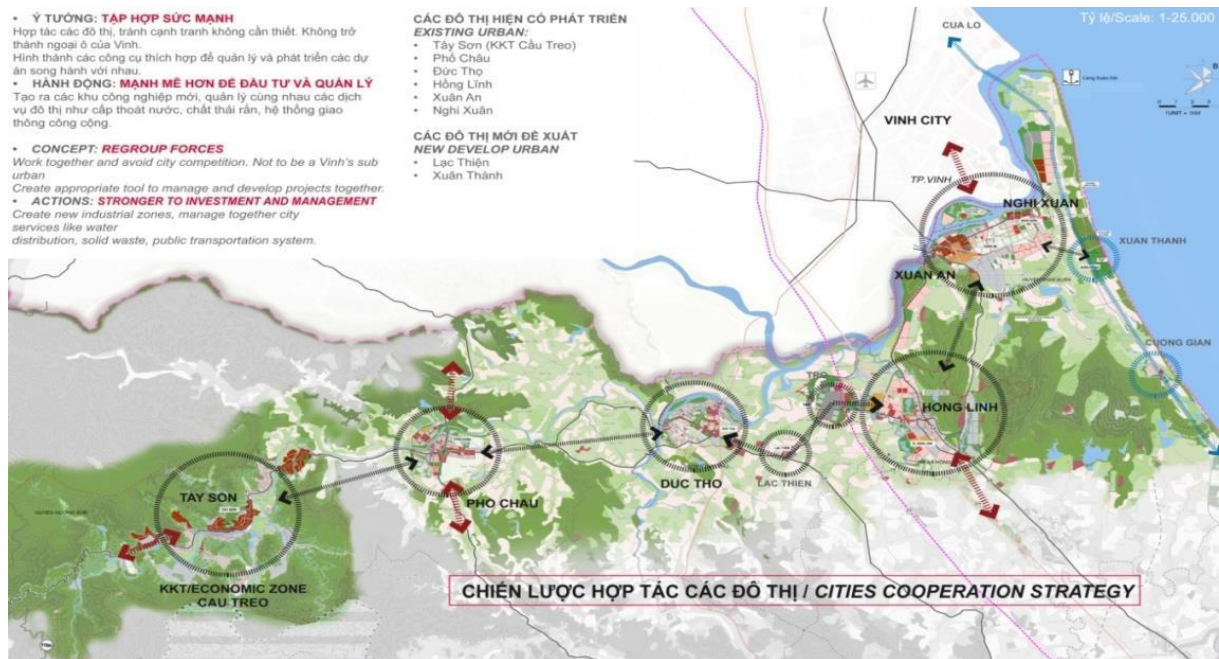 • Ý TƯỞNG: TẬP HỢP SỨC MẠNH
Hợp tác các đô thị, tránh cạnh tranh không cần thiết. Không trở
thành ngoại ô của Vinh.
Hình thành các công cụ thích hợp để quản lý và phát triển các dự
án song hành với nhau.
• HÀNH ĐỘNG: MẠNH MẼ HƠN ĐỂ ĐẦU TƯ VÀ QUẢN LÝ
Tạo ra các khu công nghiệp mới, quản lý cùng nhau các dịch
vụ đô thị như cấp thoát nước, chất thải rắn, hệ thống giao
thông công cộng.
• CONCEPT: REGROUP FORCES
Work together and avoid city competition. Not to be a Vinh's sub
urban
Create appropriate tool to manage and develop projects together.
• ACTIONS: STRONGER TO INVESTMENT AND MANAGEMENT
Create new industrial zones, manage together city
services like water
distribution, solid waste, public transportation system.
CÁC ĐÔ THỊ HIỆN CÓ PHÁT TRIỂN
EXISTING URBAN:
• Tây Sơn (KKT Cầu Treo)
• Phố Châu
• Đức Thọ
• Hồng Lĩnh
• Xuân An
• Nghi Xuân
CÁC ĐÔ THỊ MỚI ĐỀ XUẤT
NEW DEVELOP URBAN
• Lạc Thiện
• Xuân Thành
Tỷ lệ/Scale: 1-25.000
CUA LO
VINH CITY
TP.VINH
NGHI XUAN
XUAN THANH
XUAN AN
CUONG GIAN
TRO
HONG LINH
DUC THO
LAC THIEN
PHO CHAU
TAY SON
KKT/ECONOMIC ZONE
CAU TREO
CHIẾN LƯỢC HỢP TÁC CÁC ĐÔ THỊ / CITIES COOPERATION STRATEGY